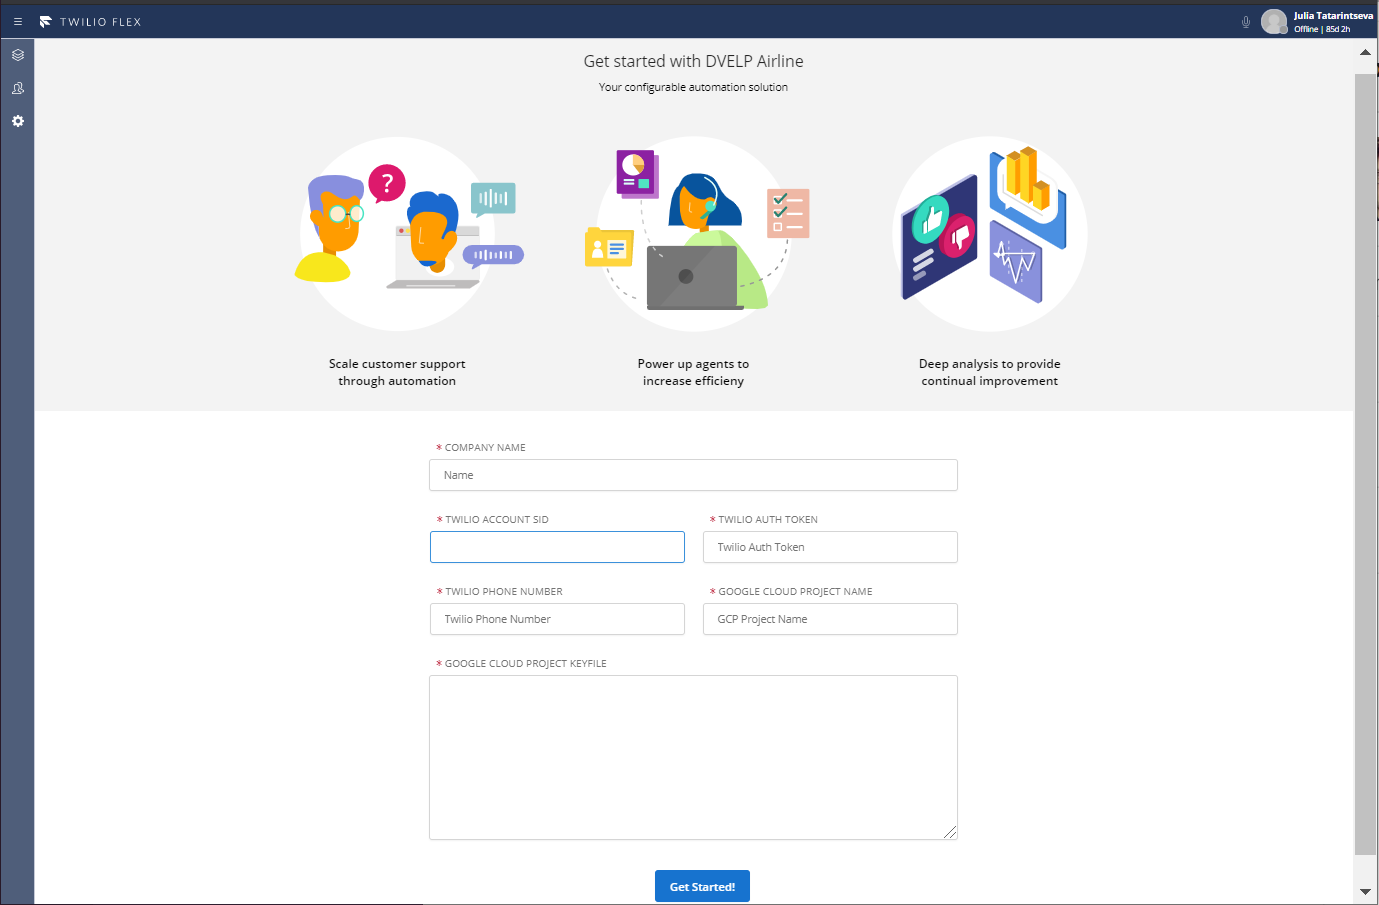 TWILIO FLEX
Julia Tatarintseva
Offline | 85d 2h
Get started with DVELP Airline
Your configurable automation solution
?
Scale customer support
through automation
Power up agents to
increase efficieny
Deep analysis to provide
continual improvement
* COMPANY NAME
Name
* TWILIO ACCOUNT SID
* TWILIO AUTH TOKEN
Twilio Auth Token
* TWILIO PHONE NUMBER
* GOOGLE CLOUD PROJECT NAME
Twilio Phone Number
GCP Project Name
* GOOGLE CLOUD PROJECT KEYFILE
Get Started!